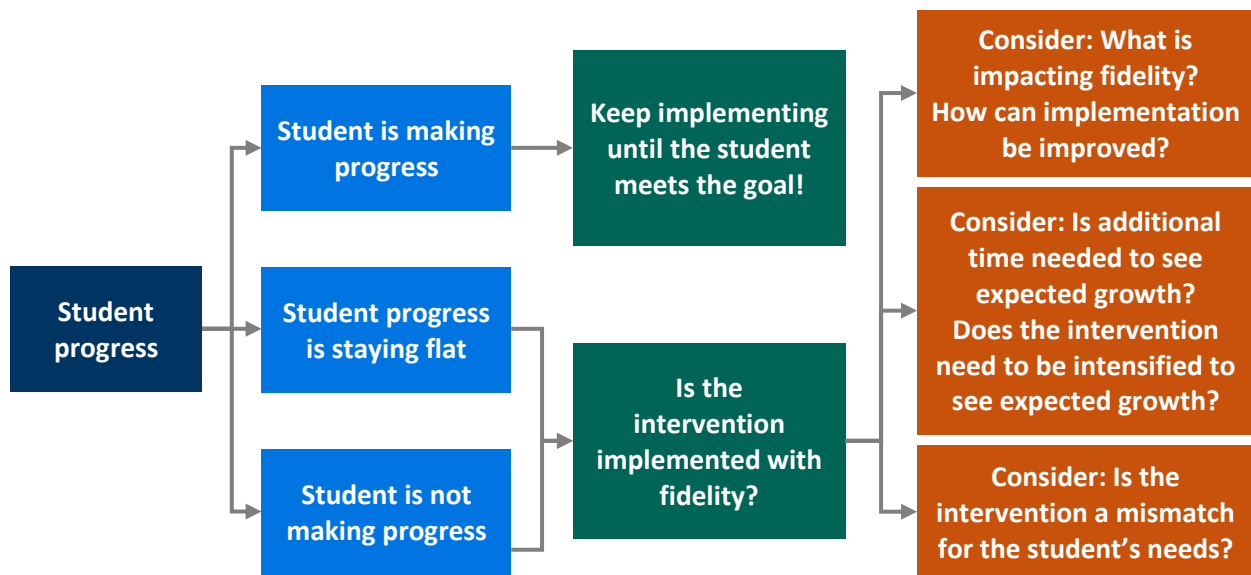 Student
progress
Student is making
progress
Student progress
is staying flat
Student is not
making progress
Keep implementing
until the student
meets the goal!
Is the
intervention
implemented with
fidelity?
Consider: What is
impacting fidelity?
How can implementation
be improved?
Consider: Is additional
time needed to see
expected growth?
Does the intervention
need to be intensified to
see expected growth?
Consider: Is the
intervention a mismatch
for the student’s needs?